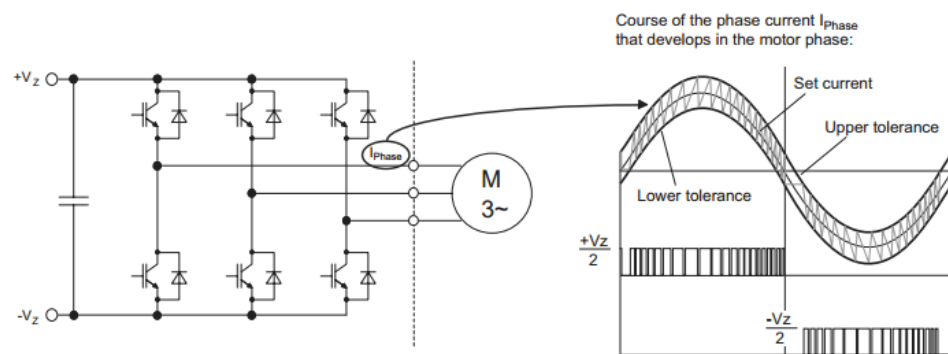 Course of the phase current IPhase
that develops in the motor phase:
+VZ
Set current
Upper tolerance
IPhase
M
3~
Lower tolerance
+Vz
2
-VZ
-Vz
2